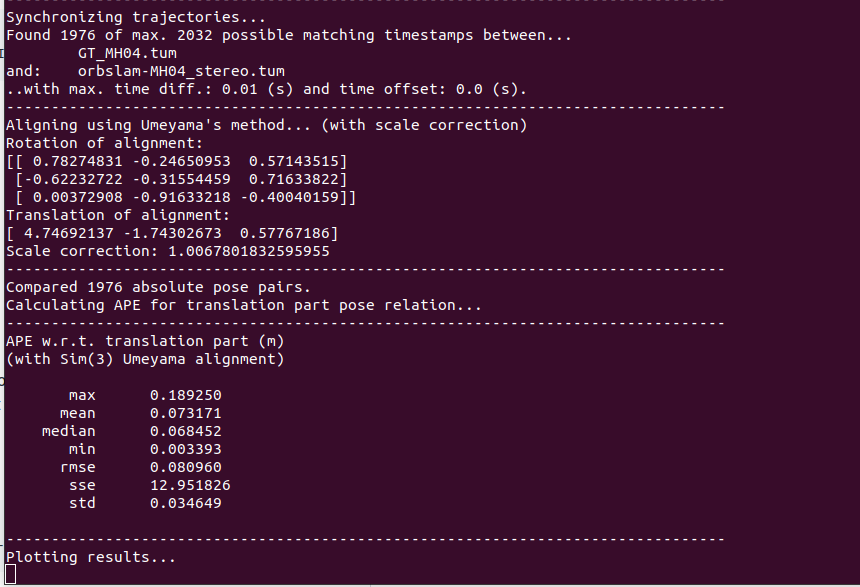 --------------------------------------------------------------------------------
Synchronizing trajectories...
Found 1976 of max. 2032 possible matching timestamps between...
        GT_MH04.tum
and:    orbslam-MH04_stereo.tum
..with max. time diff.: 0.01 (s) and time offset: 0.0 (s).
--------------------------------------------------------------------------------
Aligning using Umeyama's method... (with scale correction)
Rotation of alignment:
[[ 0.78274831 -0.24650953  0.57143515]
 [-0.62232722 -0.31554459  0.71633822]
 [ 0.00372908 -0.91633218 -0.40040159]]
Translation of alignment:
[ 4.74692137 -1.74302673  0.57767186]
Scale correction: 1.0067801832595955
--------------------------------------------------------------------------------
Compared 1976 absolute pose pairs.
Calculating APE for translation part pose relation...
--------------------------------------------------------------------------------
APE w.r.t. translation part (m)
(with Sim(3) Umeyama alignment)
       max      0.189250
      mean      0.073171
    median      0.068452
       min      0.003393
      rmse      0.080960
       sse      12.951826
       std      0.034649
--------------------------------------------------------------------------------
Plotting results...